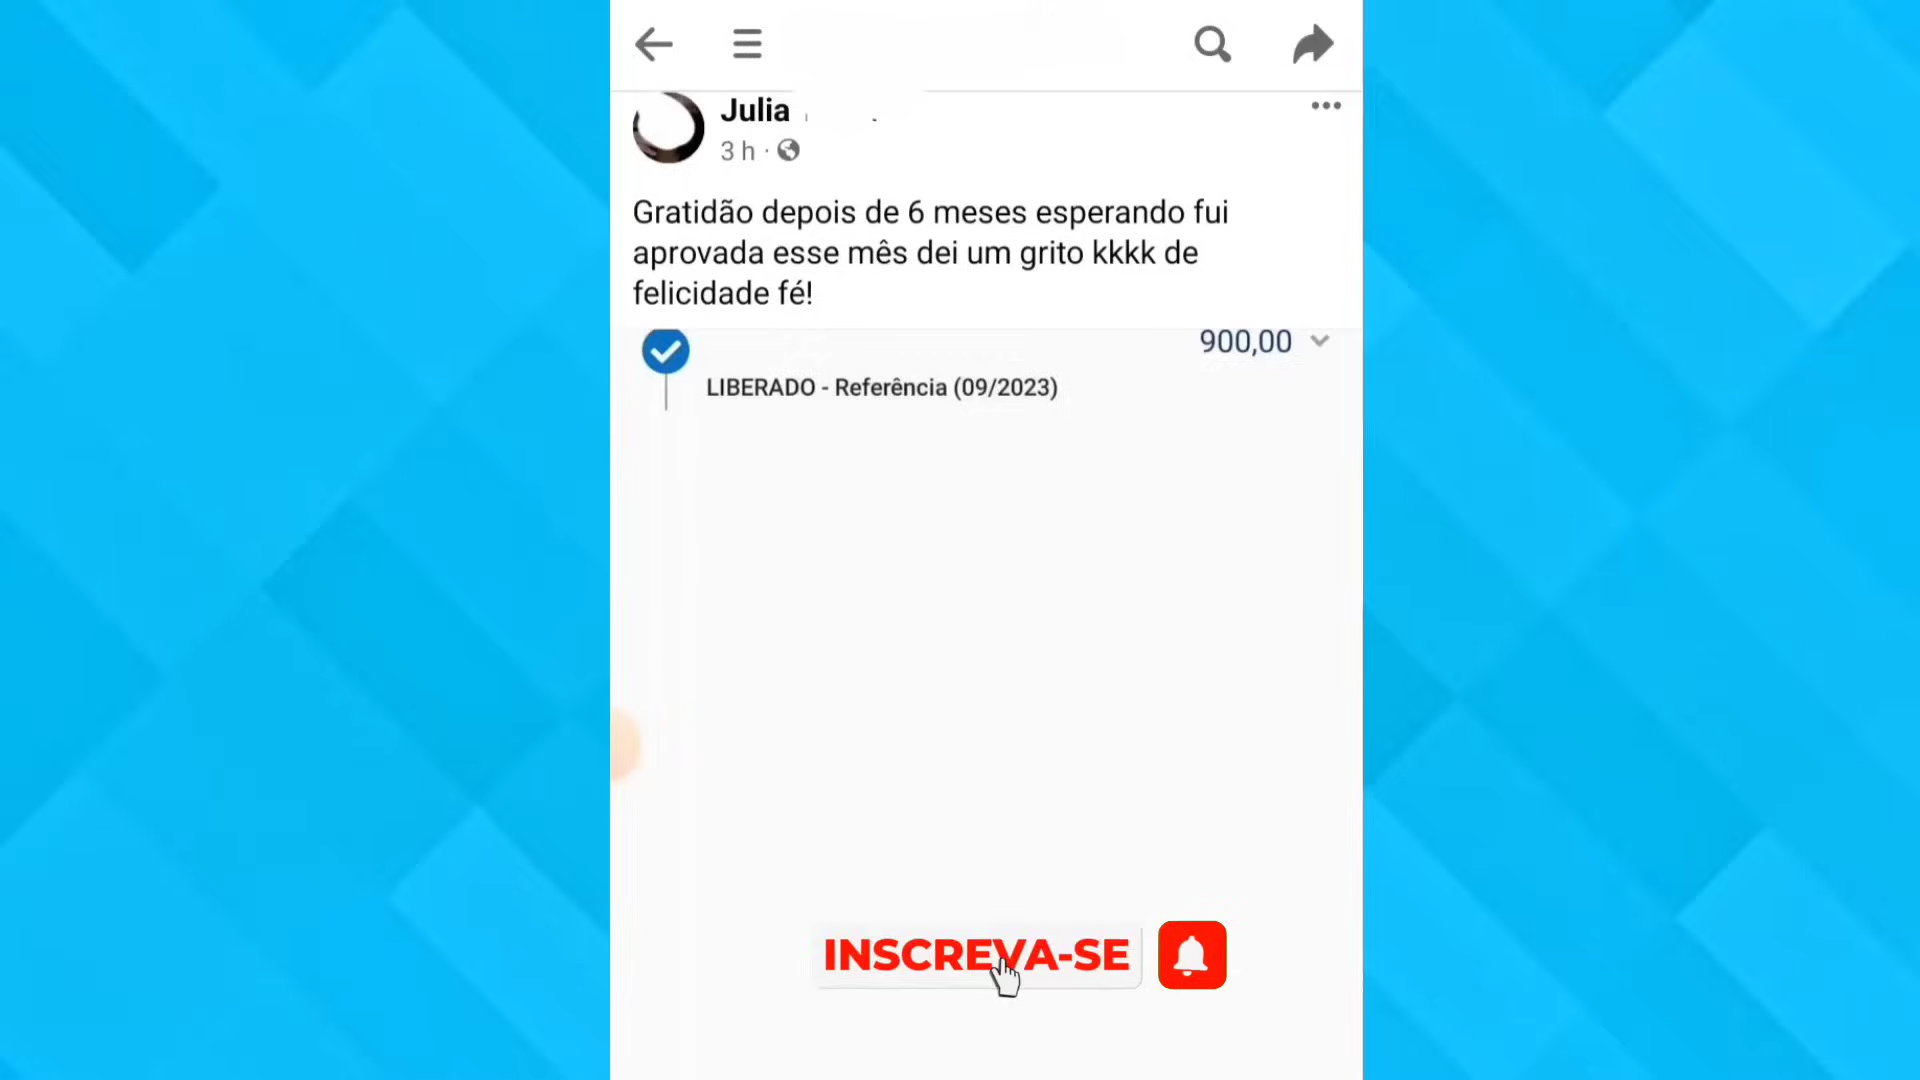 Julia
3 h ·
Gratidão depois de 6 meses esperando fui
aprovada esse mês dei um grito kkkk de
felicidade fé!
900,00
LIBERADO - Referência (09/2023)
INSCREVA-SE